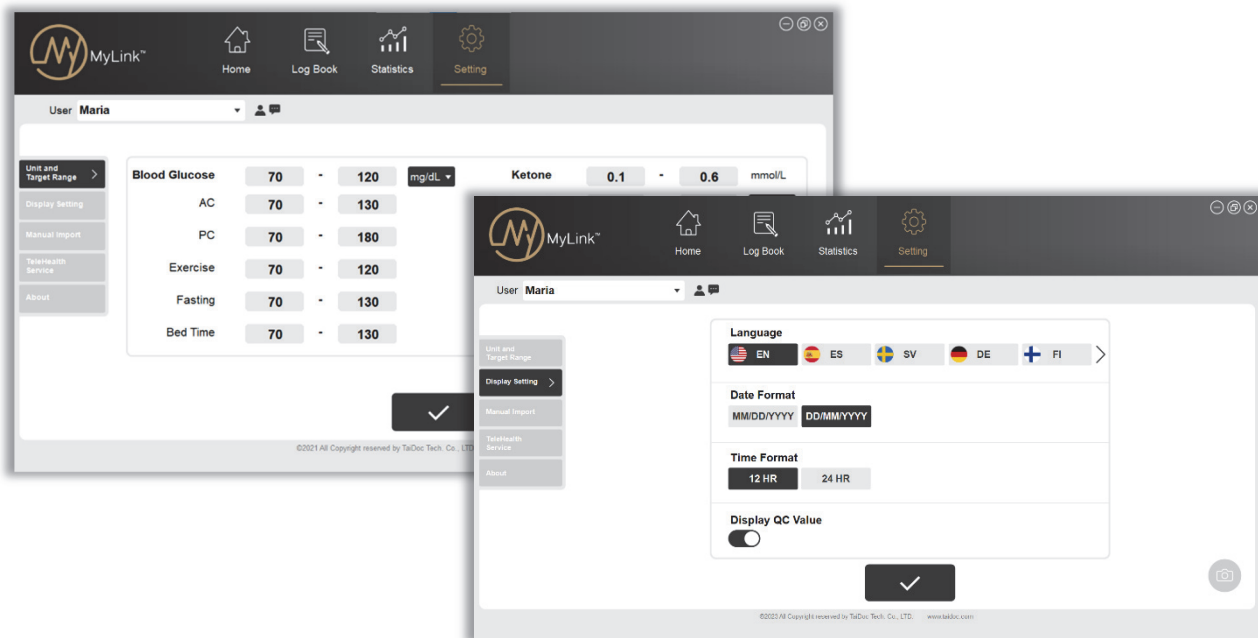 MyLink™
Home
Log Book
Statistics
Setting
User Maria
Unit and
Target Range
Display Setting
Manual Import
TeleHealth
Service
About
Blood Glucose 70 - 120 mg/dL
AC 70 - 130
PC 70 - 180
Exercise 70 - 120
Fasting 70 - 130
Bed Time 70 - 130
Ketone 0.1 - 0.6 mmol/L
©2021 All Copyright reserved by TaiDoc Tech. Co., LTD
MyLink™
Home
Log Book
Statistics
Setting
User Maria
Unit and
Target Range
Display Setting
Manual Import
TeleHealth
Service
About
Language
EN ES SV DE FI
Date Format
MM/DD/YYYY DD/MM/YYYY
Time Format
12 HR 24 HR
Display QC Value
©2023 All Copyright reserved by TaiDoc Tech. Co., LTD. www.taidoc.com